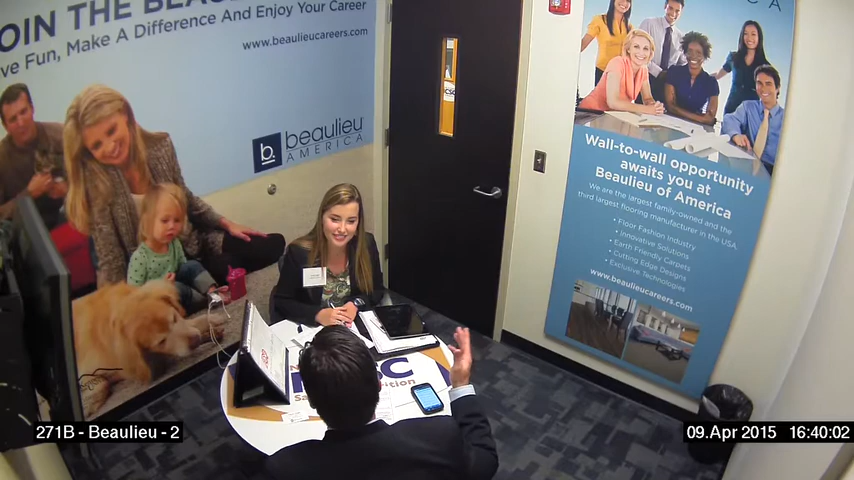 OIN THE BEA
ve Fun, Make A Difference And Enjoy Your Career
www.beaulieucareers.com
b.
beaulieu
AMERICA
CSC
Wall-to-wall opportunity
awaits you at
Beaulieu of America
We are the largest family-owned and the
third largest flooring manufacturer in the USA.
· Floor Fashion Industry
· Innovative Solutions
· Earth Friendly Carpets
· Cutting Edge Designs
· Exclusive Technologies
www.beaulieucareers.com
271B - Beaulieu - 2
09.Apr 2015 16:40:02